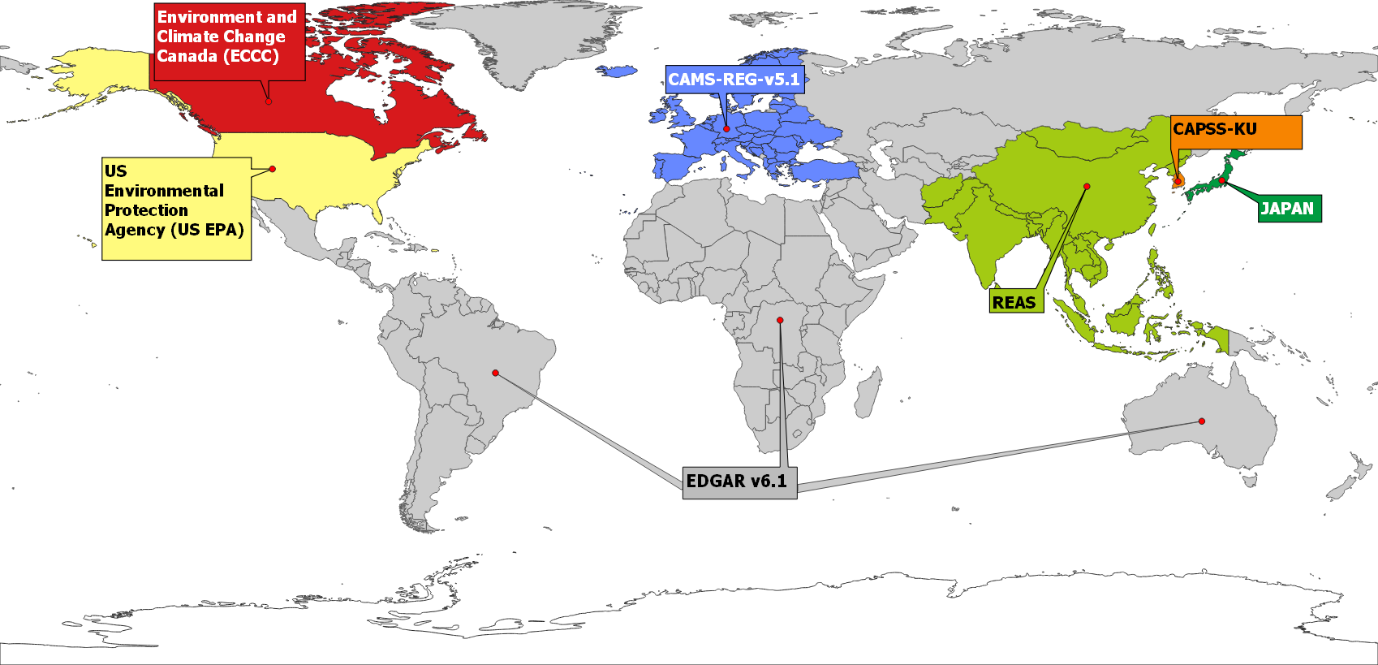 Environment and
Climate Change
Canada (ECCC)
CAMS-REG-v5.1
CAPSS-KU
US
Environmental
Protection
Agency (US EPA)
JAPAN
REAS
EDGAR v6.1